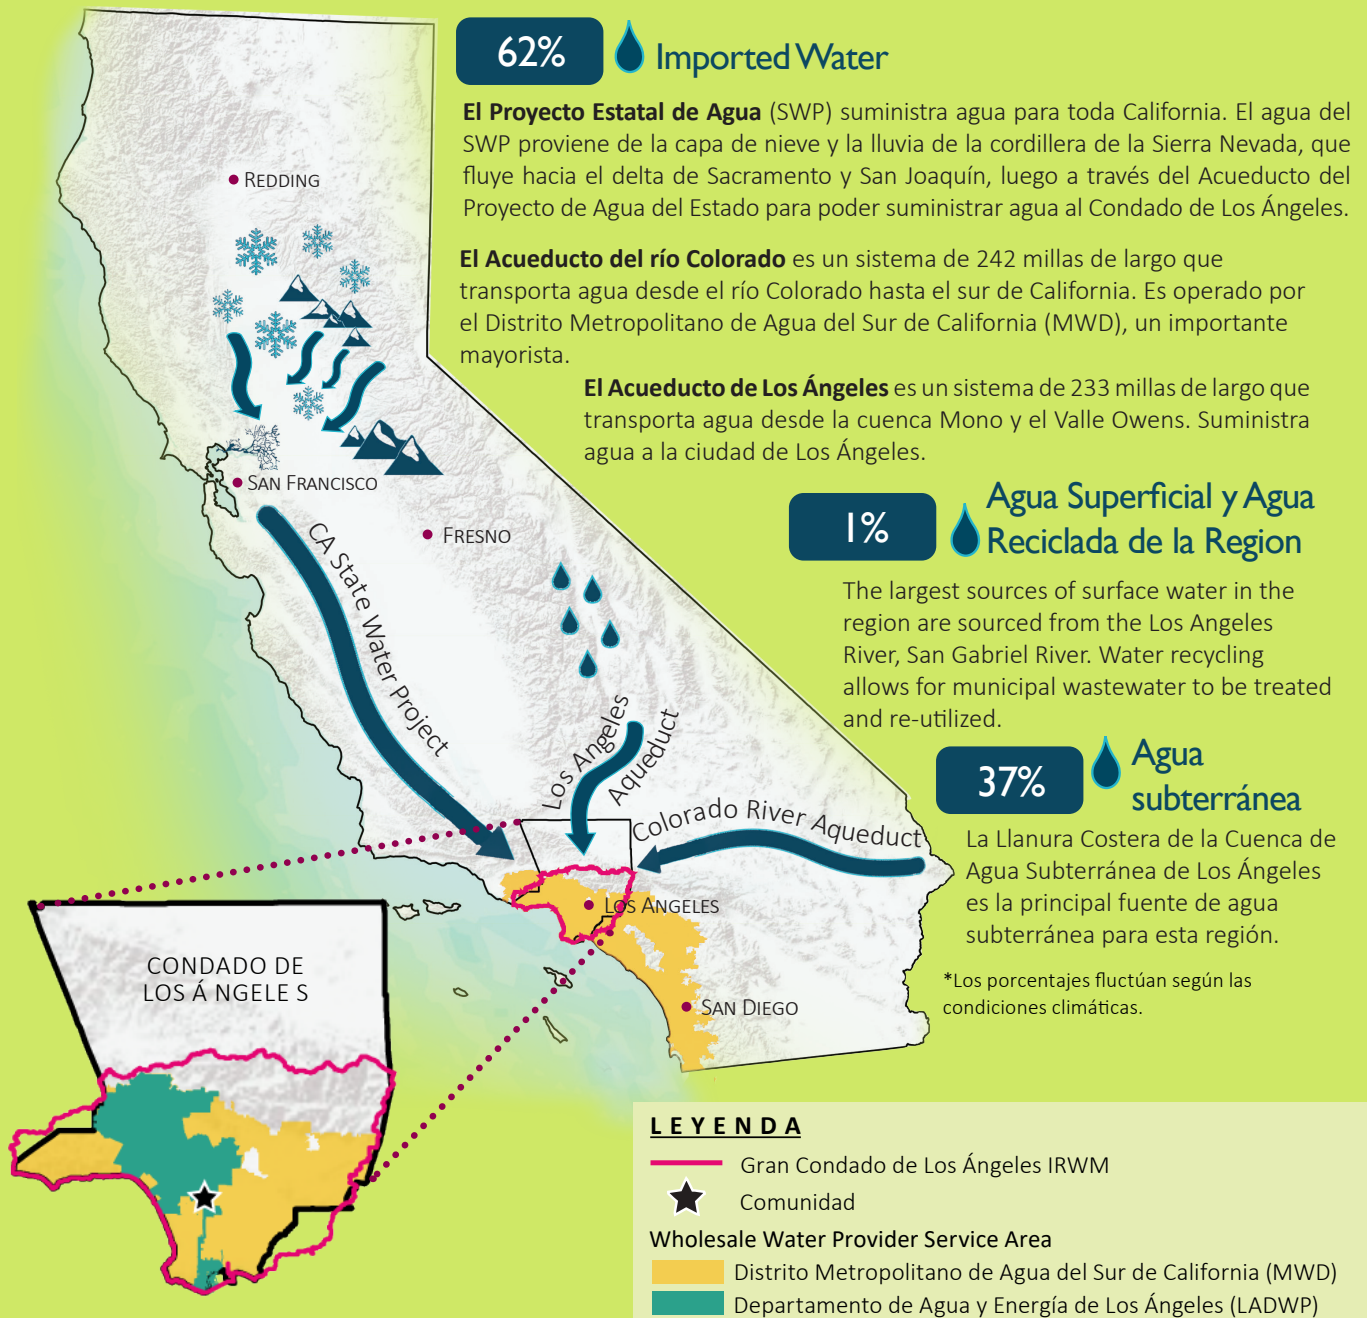 62%
Imported Water
El Proyecto Estatal de Agua (SWP) suministra agua para toda California. El agua del
SWP proviene de la capa de nieve y la lluvia de la cordillera de la Sierra Nevada, que
fluye hacia el delta de Sacramento y San Joaquín, luego a través del Acueducto del
Proyecto de Agua del Estado para poder suministrar agua al Condado de Los Ángeles.
El Acueducto del río Colorado es un sistema de 242 millas de largo que
transporta agua desde el río Colorado hasta el sur de California. Es operado por
el Distrito Metropolitano de Agua del Sur de California (MWD), un importante
mayorista.
El Acueducto de Los Ángeles es un sistema de 233 millas de largo que
transporta agua desde la cuenca Mono y el Valle Owens. Suministra
agua a la ciudad de Los Ángeles.
1%
Agua Superficial y Agua
Reciclada de la Region
The largest sources of surface water in the
region are sourced from the Los Angeles
River, San Gabriel River. Water recycling
allows for municipal wastewater to be treated
and re-utilized.
37%
Agua
subterránea
La Llanura Costera de la Cuenca de
Agua Subterránea de Los Ángeles
es la principal fuente de agua
subterránea para esta región.
*Los porcentajes fluctúan según las
condiciones climáticas.
REDDING
SAN FRANCISCO
FRESNO
CA State Water Project
Los Angeles
Aqueduct
Colorado River Aqueduct
LOS ANGELES
SAN DIEGO
CONDADO DE
LOS Á NGELE S
LEYENDA
Gran Condado de Los Ángeles IRWM
Comunidad
Wholesale Water Provider Service Area
Distrito Metropolitano de Agua del Sur de California (MWD)
Departamento de Agua y Energía de Los Ángeles (LADWP)